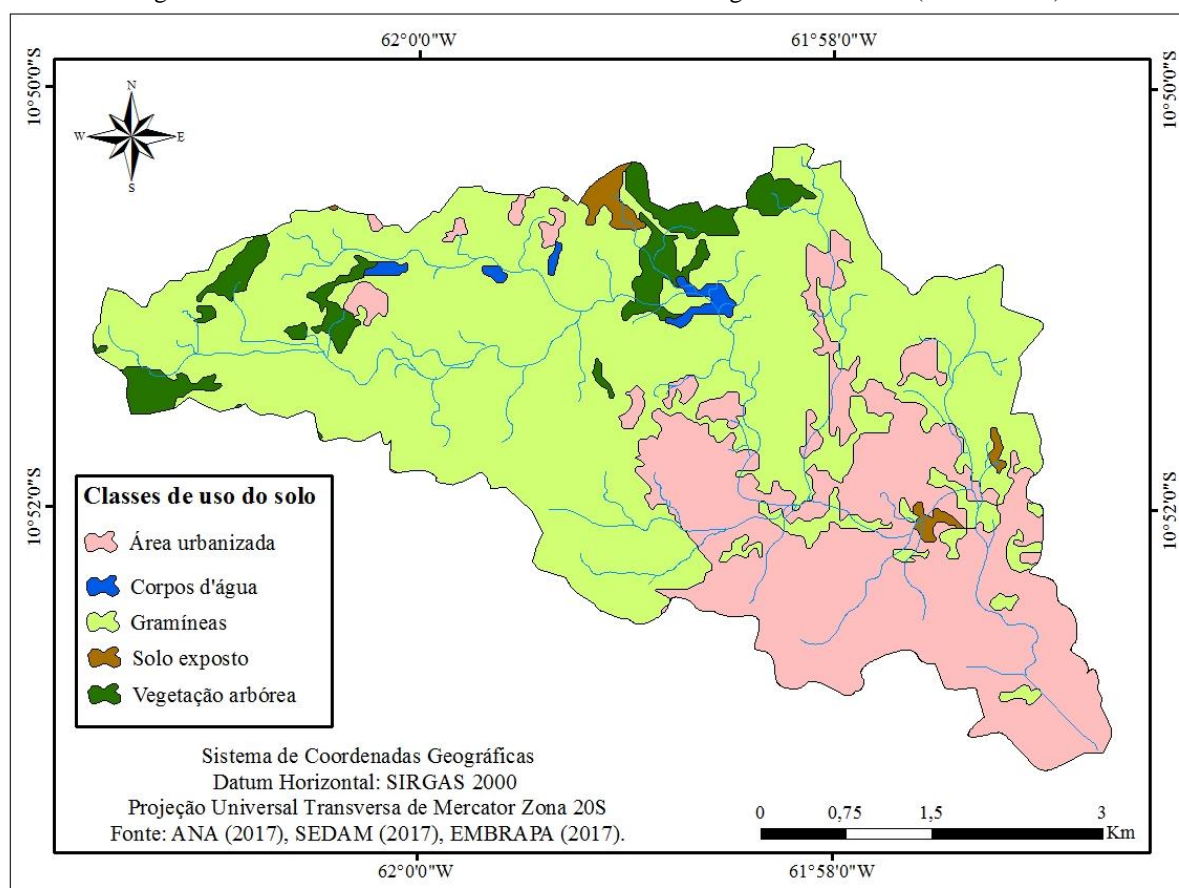 62°0'0"W
61°58'0"W
10°50'0"S
10°50'0"S
N
W
E
S
10°52'0"S
10°52'0"S
Classes de uso do solo
Área urbanizada
Corpos d'água
Gramíneas
Solo exposto
Vegetação arbórea
Sistema de Coordenadas Geográficas
Datum Horizontal: SIRGAS 2000
Projeção Universal Transversa de Mercator Zona 20S
Fonte: ANA (2017), SEDAM (2017), EMBRAPA (2017).
0 0,75 1,5 3
Km
62°0'0"W
61°58'0"W